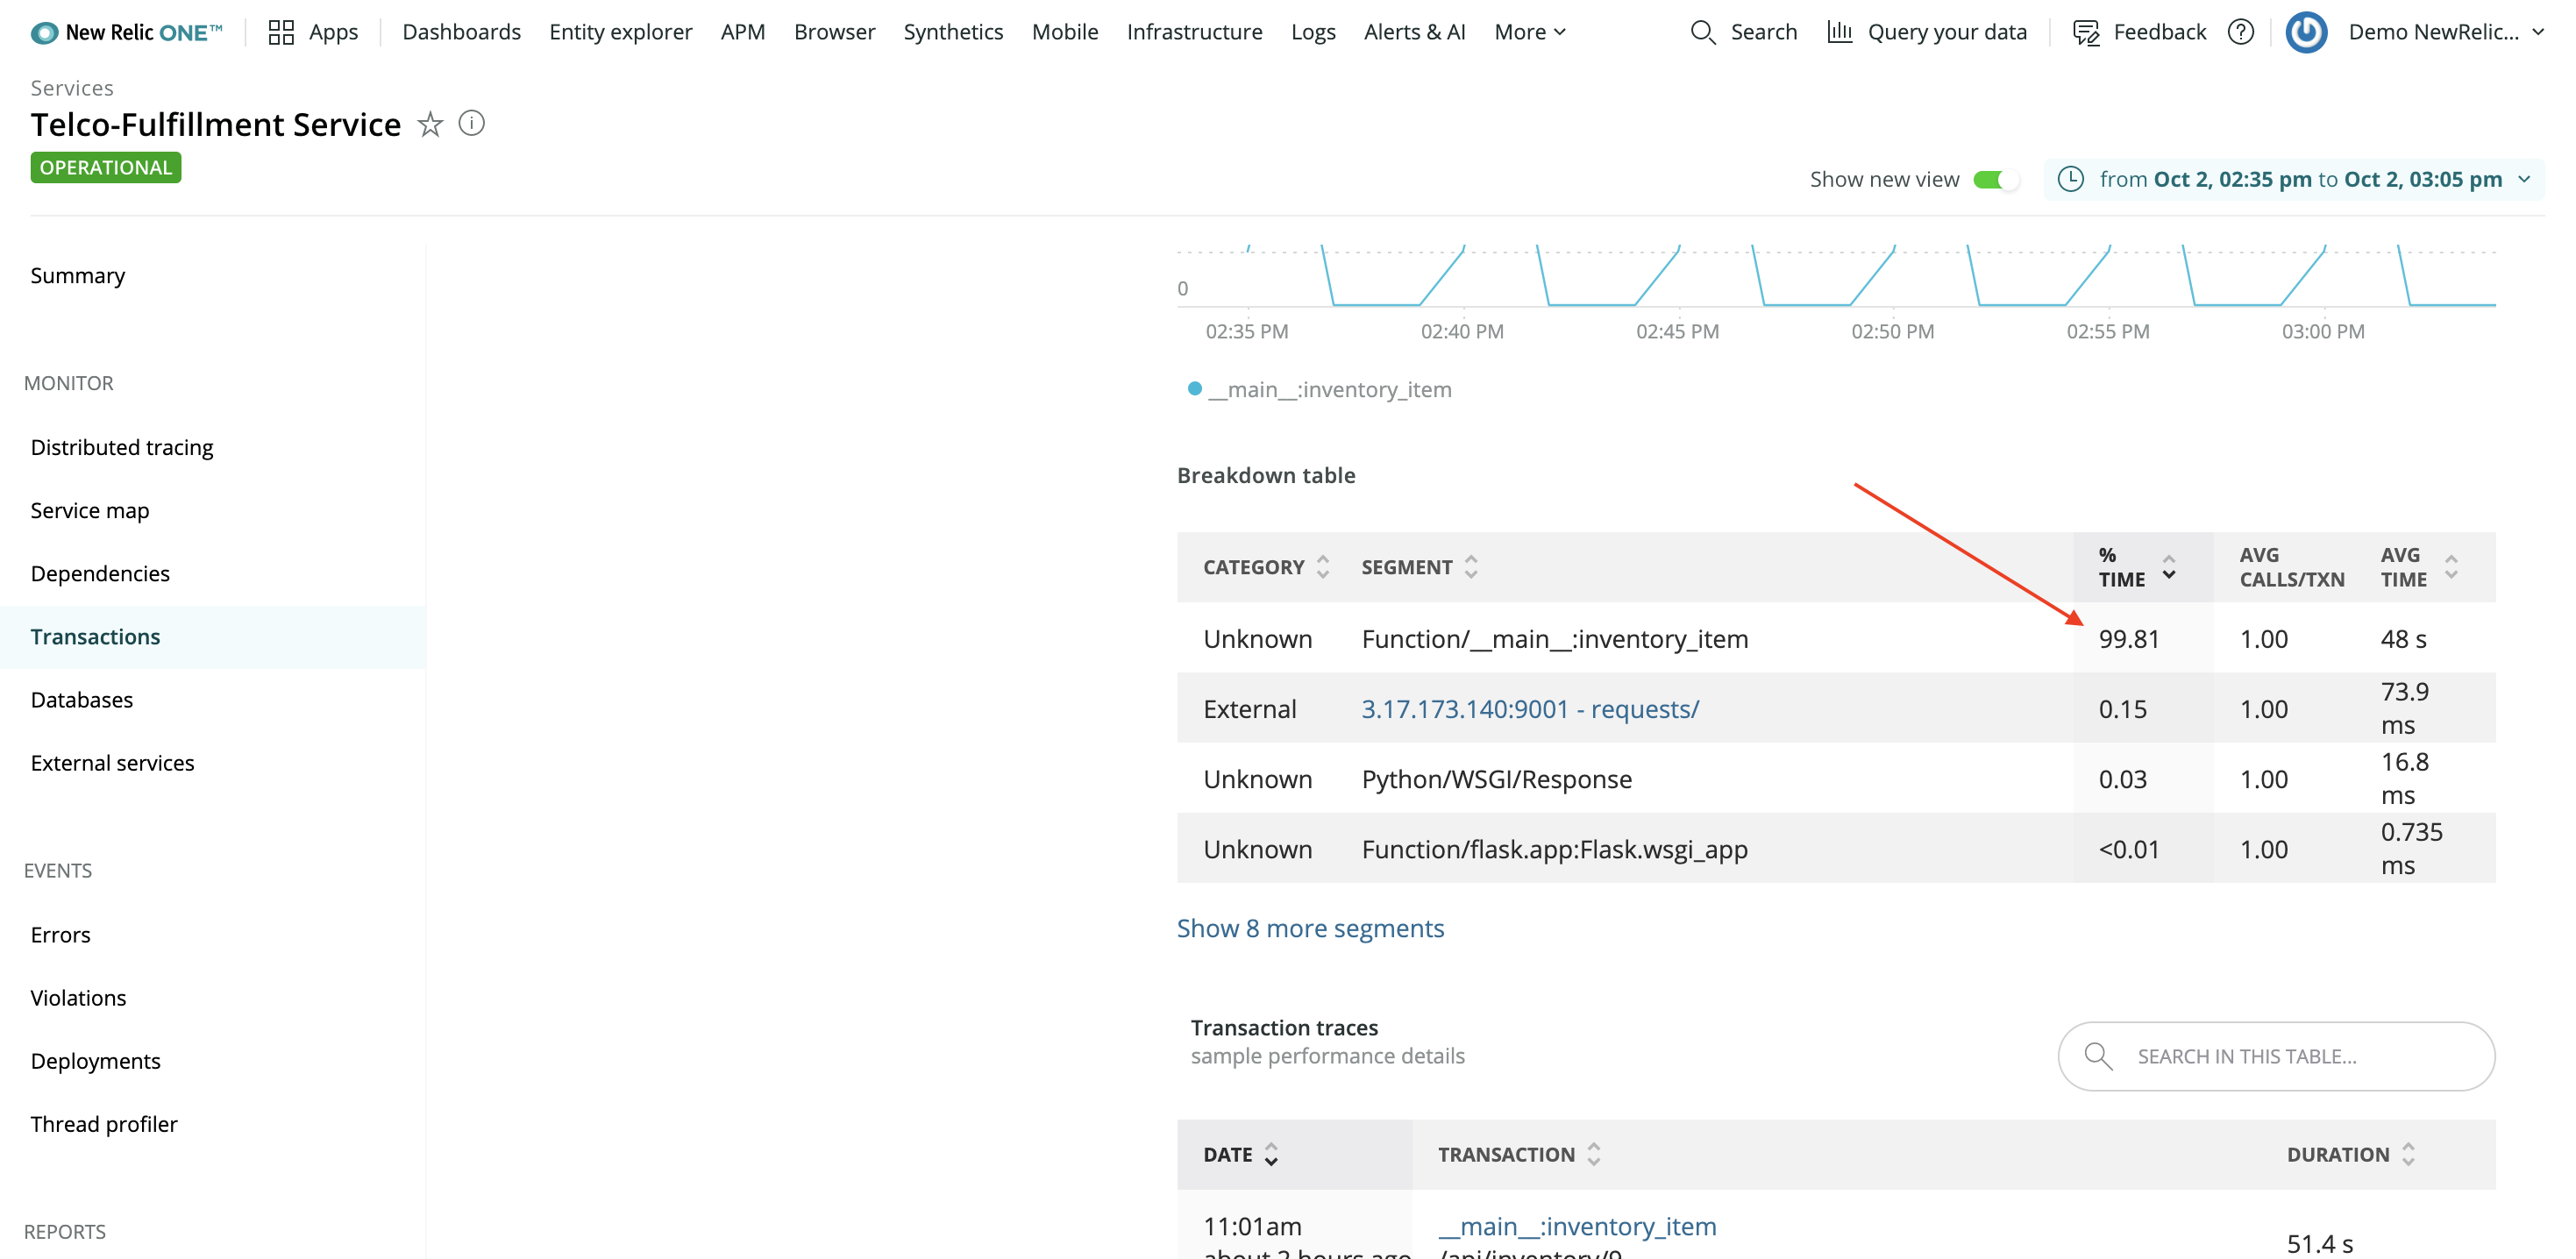 New Relic ONE™
Apps
Dashboards
Entity explorer
APM
Browser
Synthetics
Mobile
Infrastructure
Logs
Alerts & AI
More
Search
Query your data
Feedback
?
Demo NewRelic...
Services
Telco-Fulfillment Service
OPERATIONAL
Show new view
from Oct 2, 02:35 pm to Oct 2, 03:05 pm
Summary
MONITOR
Distributed tracing
Service map
Dependencies
Transactions
Databases
External services
EVENTS
Errors
Violations
Deployments
Thread profiler
REPORTS
0
02:35 PM 02:40 PM 02:45 PM 02:50 PM 02:55 PM 03:00 PM
__main__:inventory_item
Breakdown table
CATEGORY SEGMENT % TIME AVG CALLS/TXN AVG TIME
Unknown Function/__main__:inventory_item 99.81 1.00 48 s
External 3.17.173.140:9001 - requests/ 0.15 1.00 73.9 ms
Unknown Python/WSGI/Response 0.03 1.00 16.8 ms
Unknown Function/flask.app:Flask.wsgi_app <0.01 1.00 0.735 ms
Show 8 more segments
Transaction traces
sample performance details
SEARCH IN THIS TABLE...
DATE TRANSACTION DURATION
11:01am __main__:inventory_item
about 2 hours ago /api/inventory/9 51.4 s